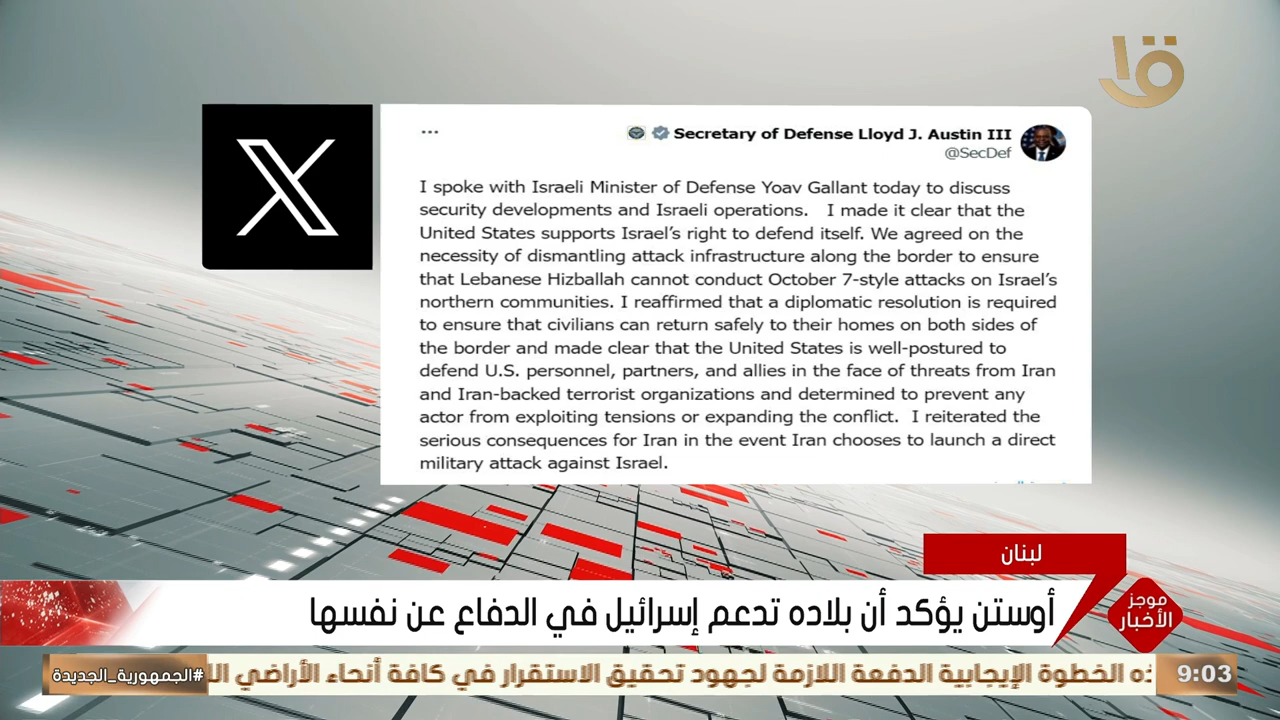 Secretary of Defense Lloyd J. Austin III
@SecDef
I spoke with Israeli Minister of Defense Yoav Gallant today to discuss
security developments and Israeli operations. I made it clear that the
United States supports Israel's right to defend itself. We agreed on the
necessity of dismantling attack infrastructure along the border to ensure
that Lebanese Hizballah cannot conduct October 7-style attacks on Israel's
northern communities. I reaffirmed that a diplomatic resolution is required
to ensure that civilians can return safely to their homes on both sides of
the border and made clear that the United States is well-postured to
defend U.S. personnel, partners, and allies in the face of threats from Iran
and Iran-backed terrorist organizations and determined to prevent any
actor from exploiting tensions or expanding the conflict. I reiterated the
serious consequences for Iran in the event Iran chooses to launch a direct
military attack against Israel.
لبنان
موجز
الأخبار
أوستن يؤكد أن بلاده تدعم إسرائيل في الدفاع عن نفسها
9:03
الخطوة الإيجابية الدفعة اللازمة لجهود تحقيق الاستقرار في كافة أنحاء الأراضي
#الجمهورية_الجديدة